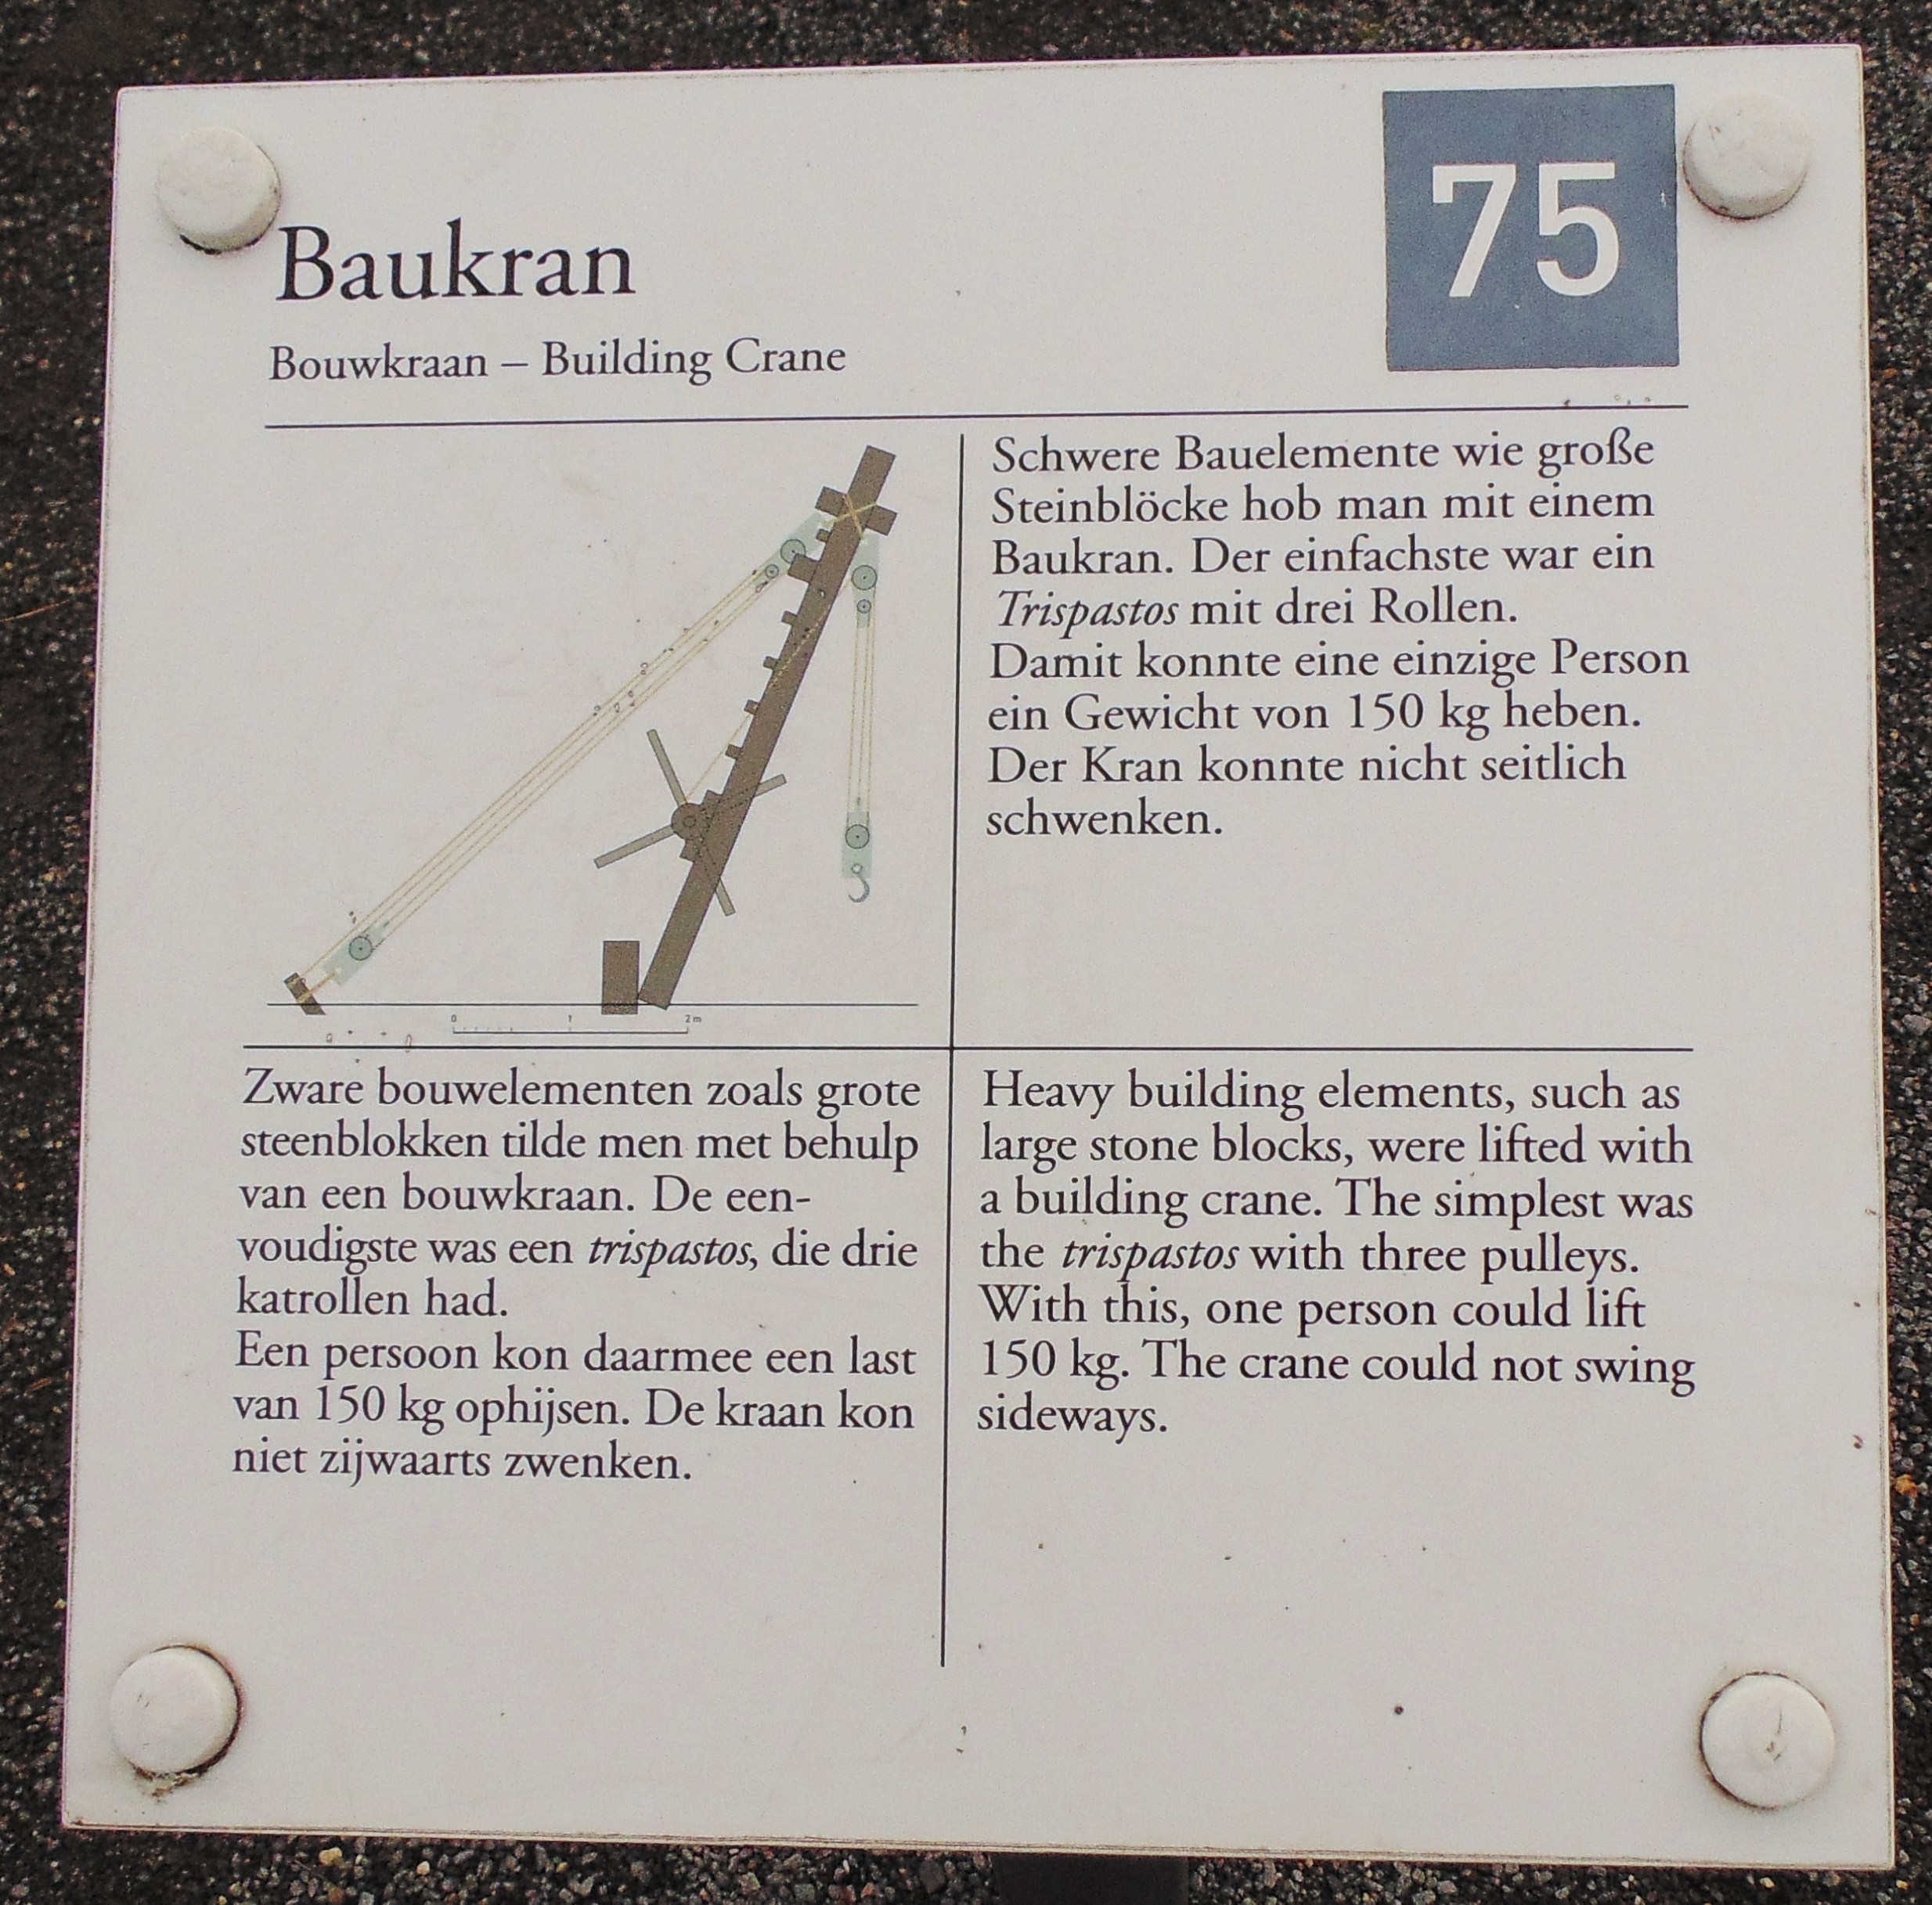 75
Baukran
Bouwkraan – Building Crane
Schwere Bauelemente wie große
Steinblöcke hob man mit einem
Baukran. Der einfachste war ein
Trispastos mit drei Rollen.
Damit konnte eine einzige Person
ein Gewicht von 150 kg heben.
Der Kran konnte nicht seitlich
schwenken.
0 1 2 m
Zware bouwelementen zoals grote
steenblokken tilde men met behulp
van een bouwkraan. De een-
voudigste was een trispastos, die drie
katrollen had.
Een persoon kon daarmee een last
van 150 kg ophijsen. De kraan kon
niet zijwaarts zwenken.
Heavy building elements, such as
large stone blocks, were lifted with
a building crane. The simplest was
the trispastos with three pulleys.
With this, one person could lift
150 kg. The crane could not swing
sideways.